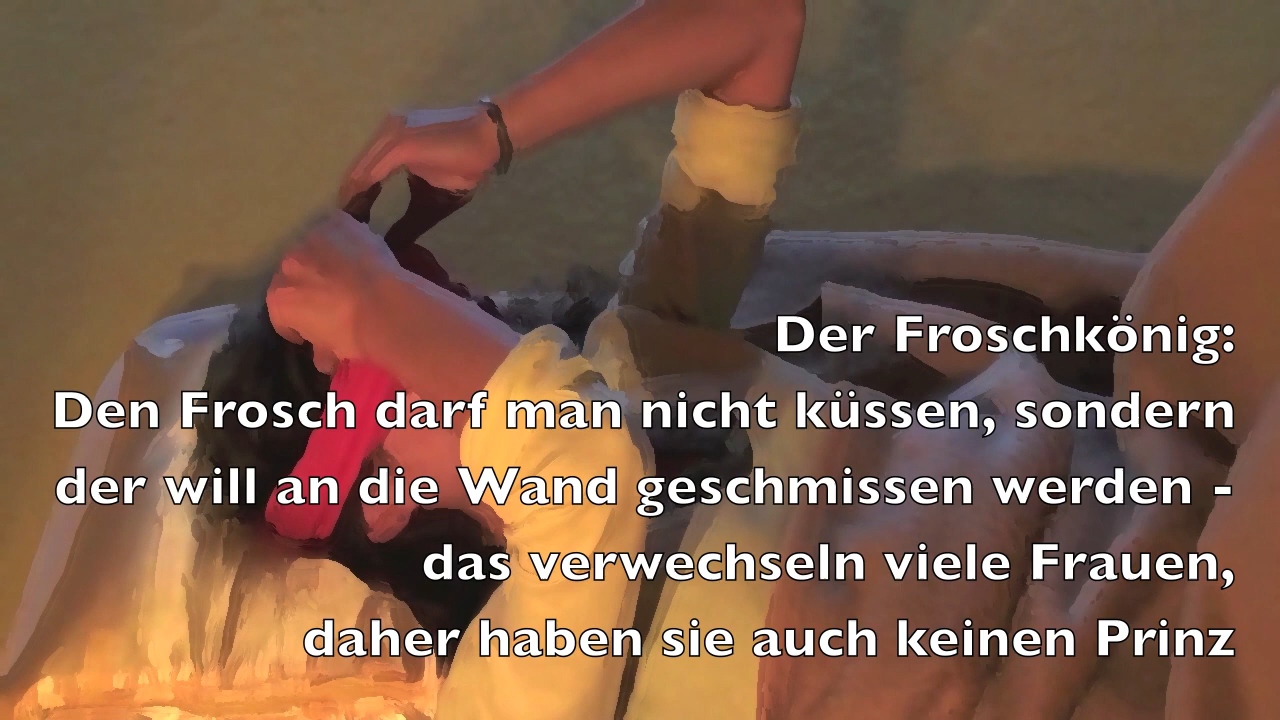 Der Froschkönig:
Den Frosch darf man nicht küssen, sondern
der will an die Wand geschmissen werden -
das verwechseln viele Frauen,
daher haben sie auch keinen Prinz